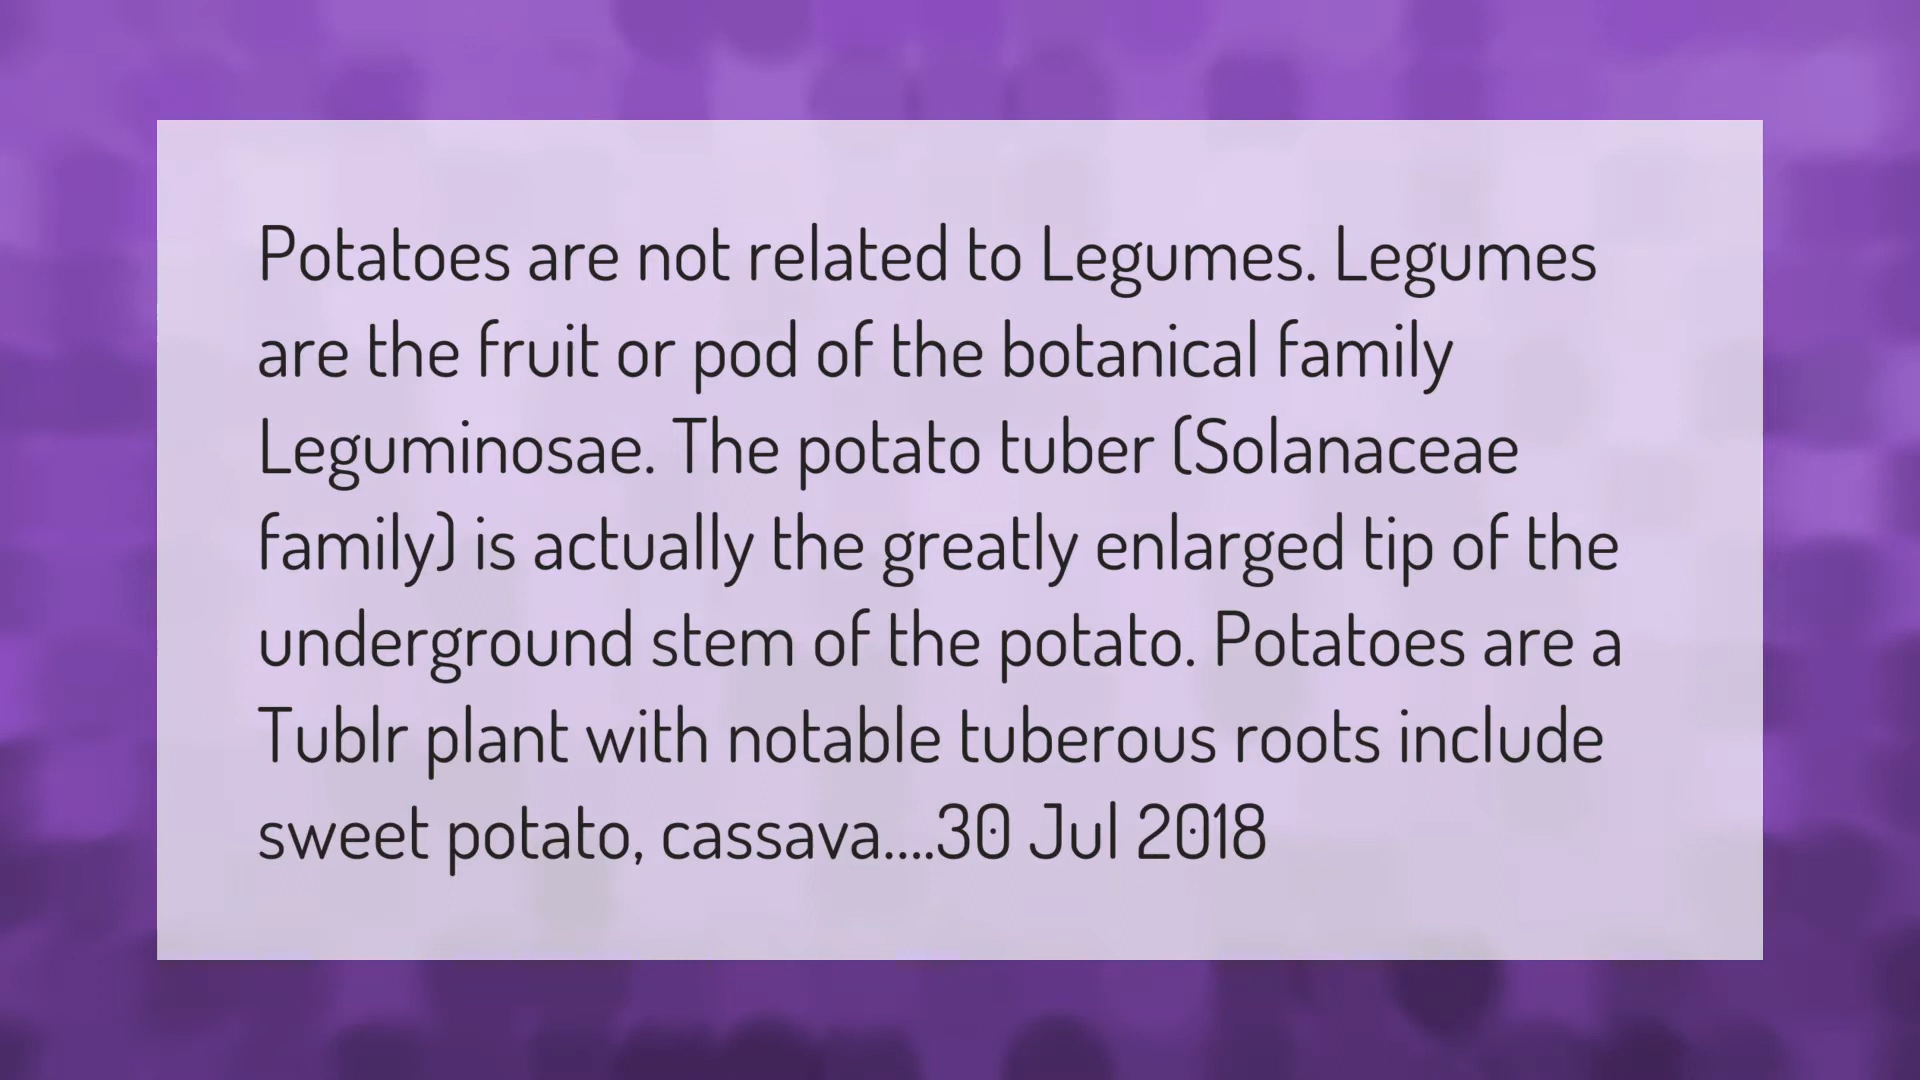 Potatoes are not related to Legumes. Legumes
are the fruit or pod of the botanical family
Leguminosae. The potato tuber (Solanaceae
family) is actually the greatly enlarged tip of the
underground stem of the potato. Potatoes are a
Tublr plant with notable tuberous roots include
sweet potato, cassava....30 Jul 2018